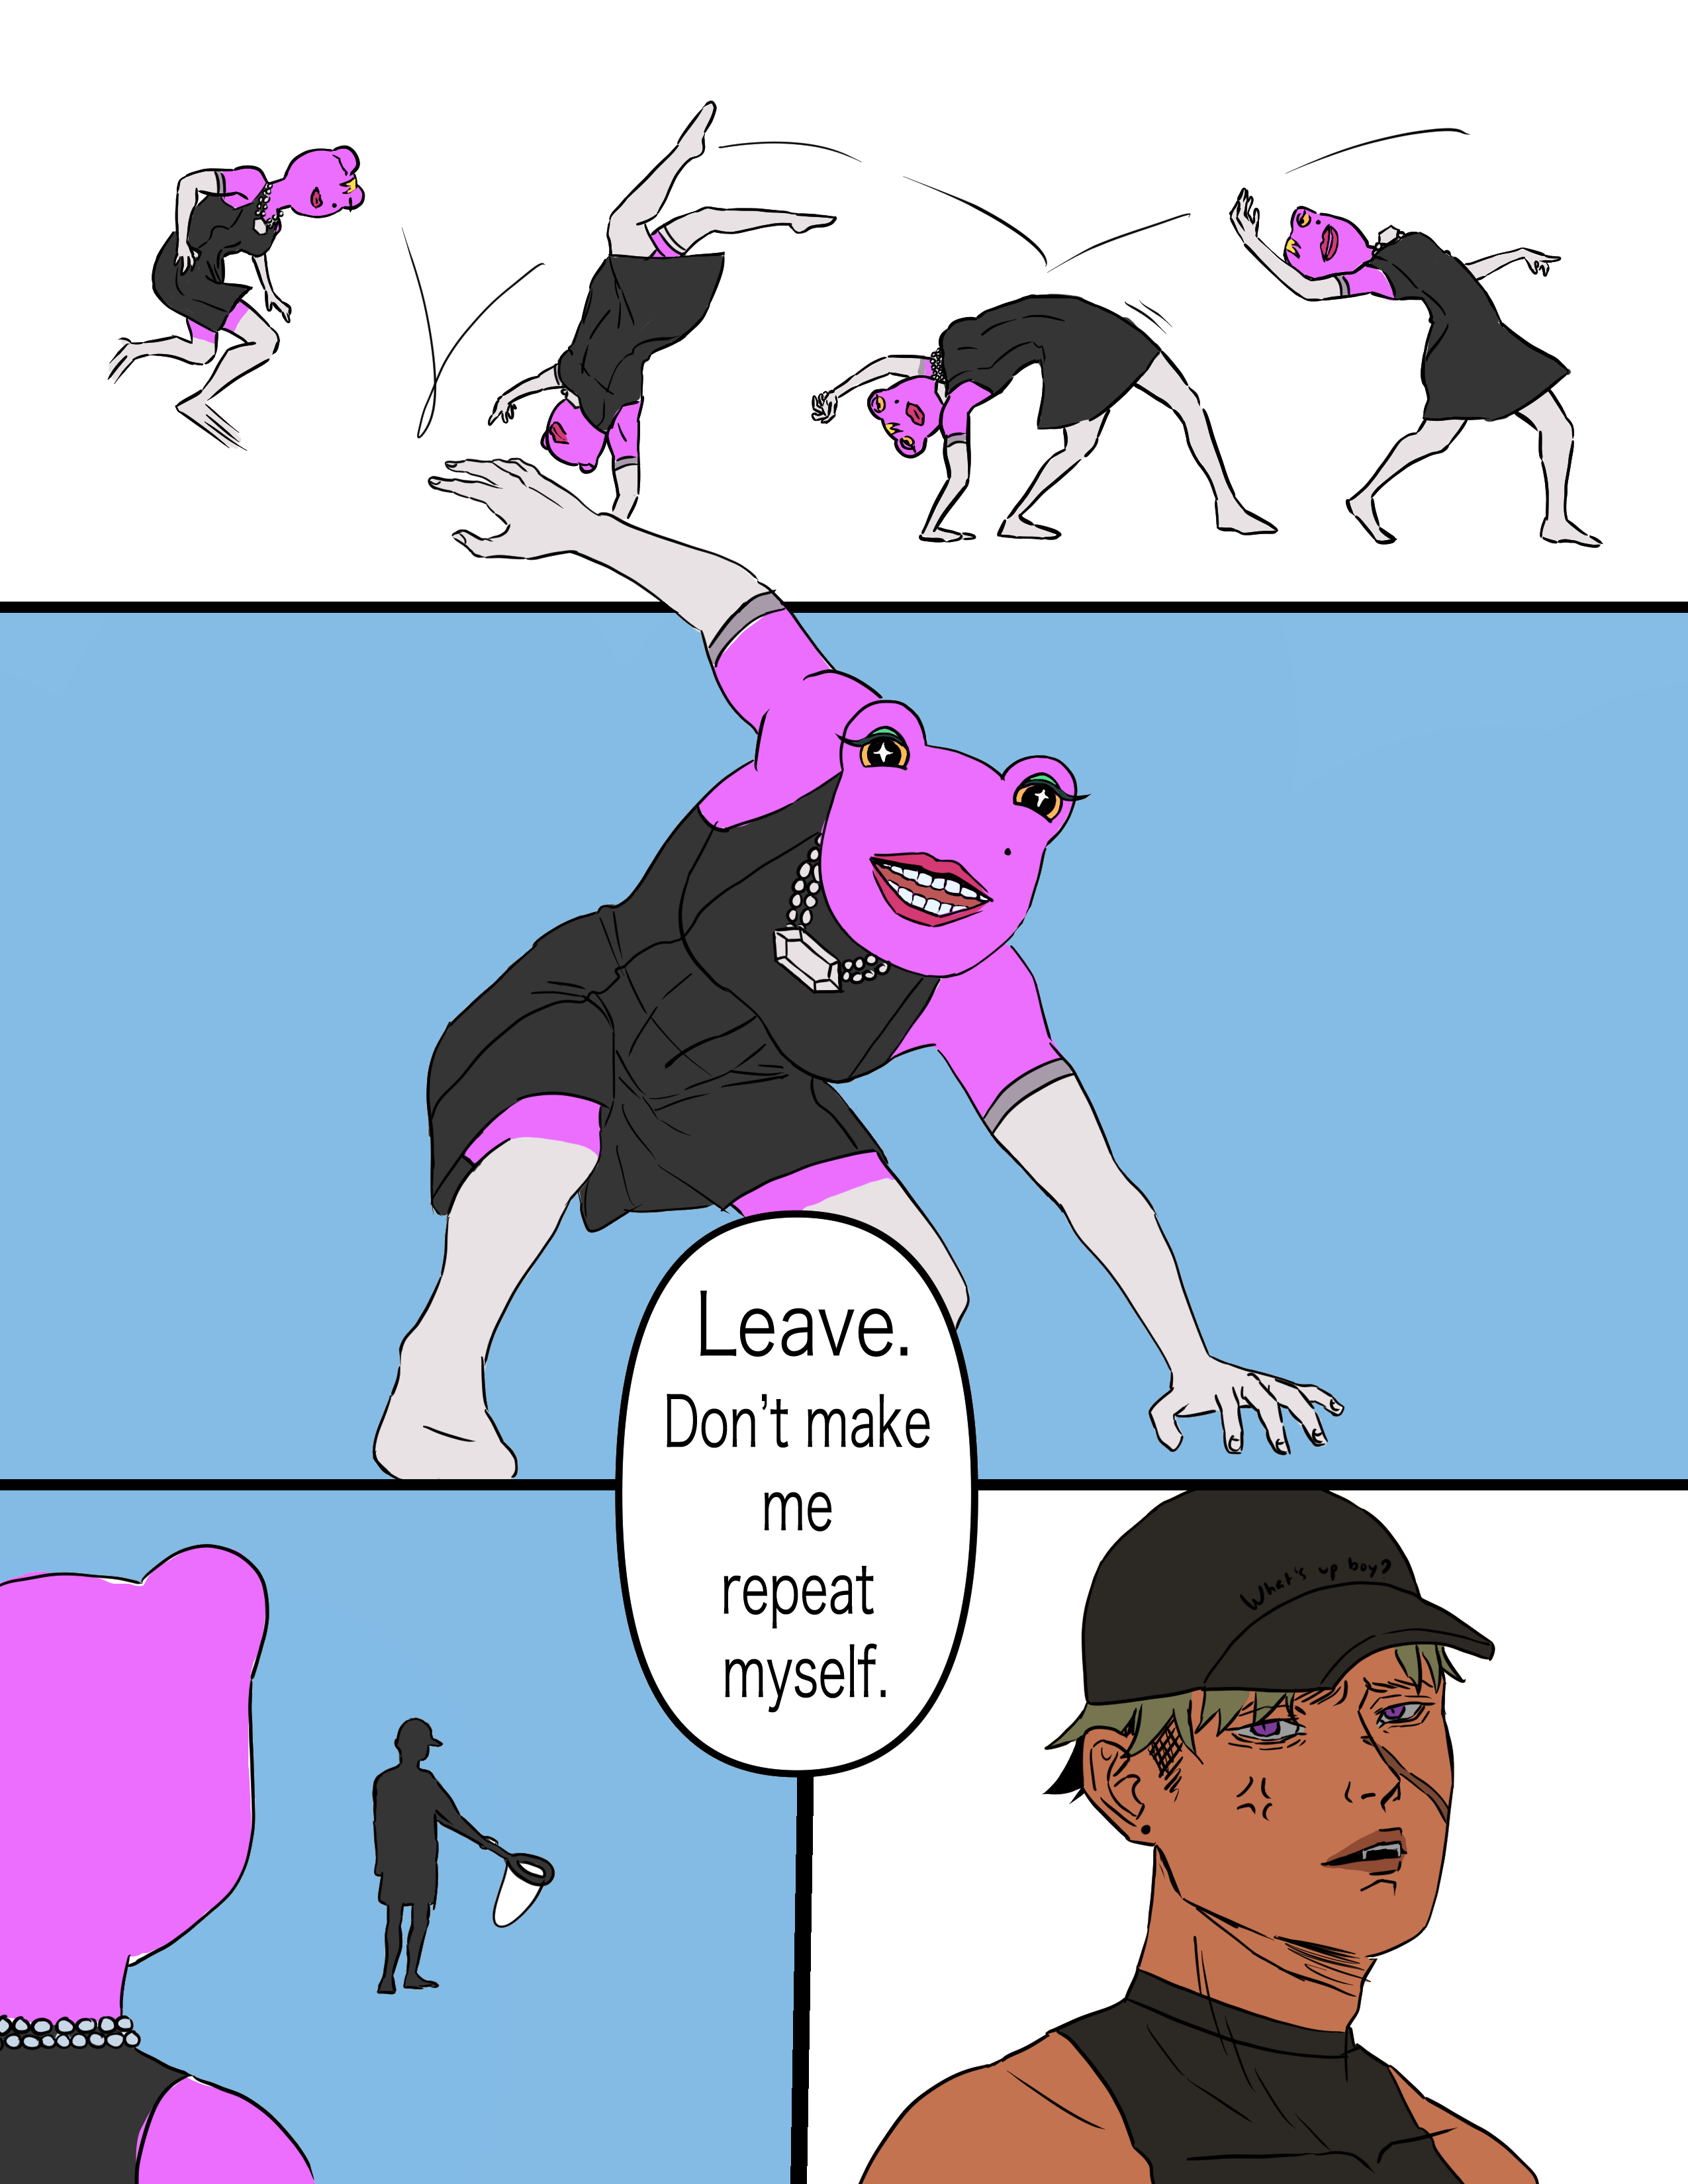 Leave.
Don't make
me
repeat
myself.
What's up boy?